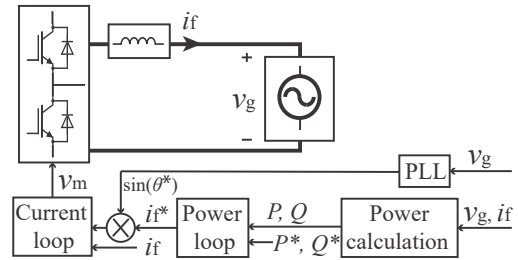 if
+
vg
−
vg
PLL
sin(θ*)
vm
Current
loop
if*
Power
loop
P, Q
P*, Q*
Power
calculation
vg, if
if